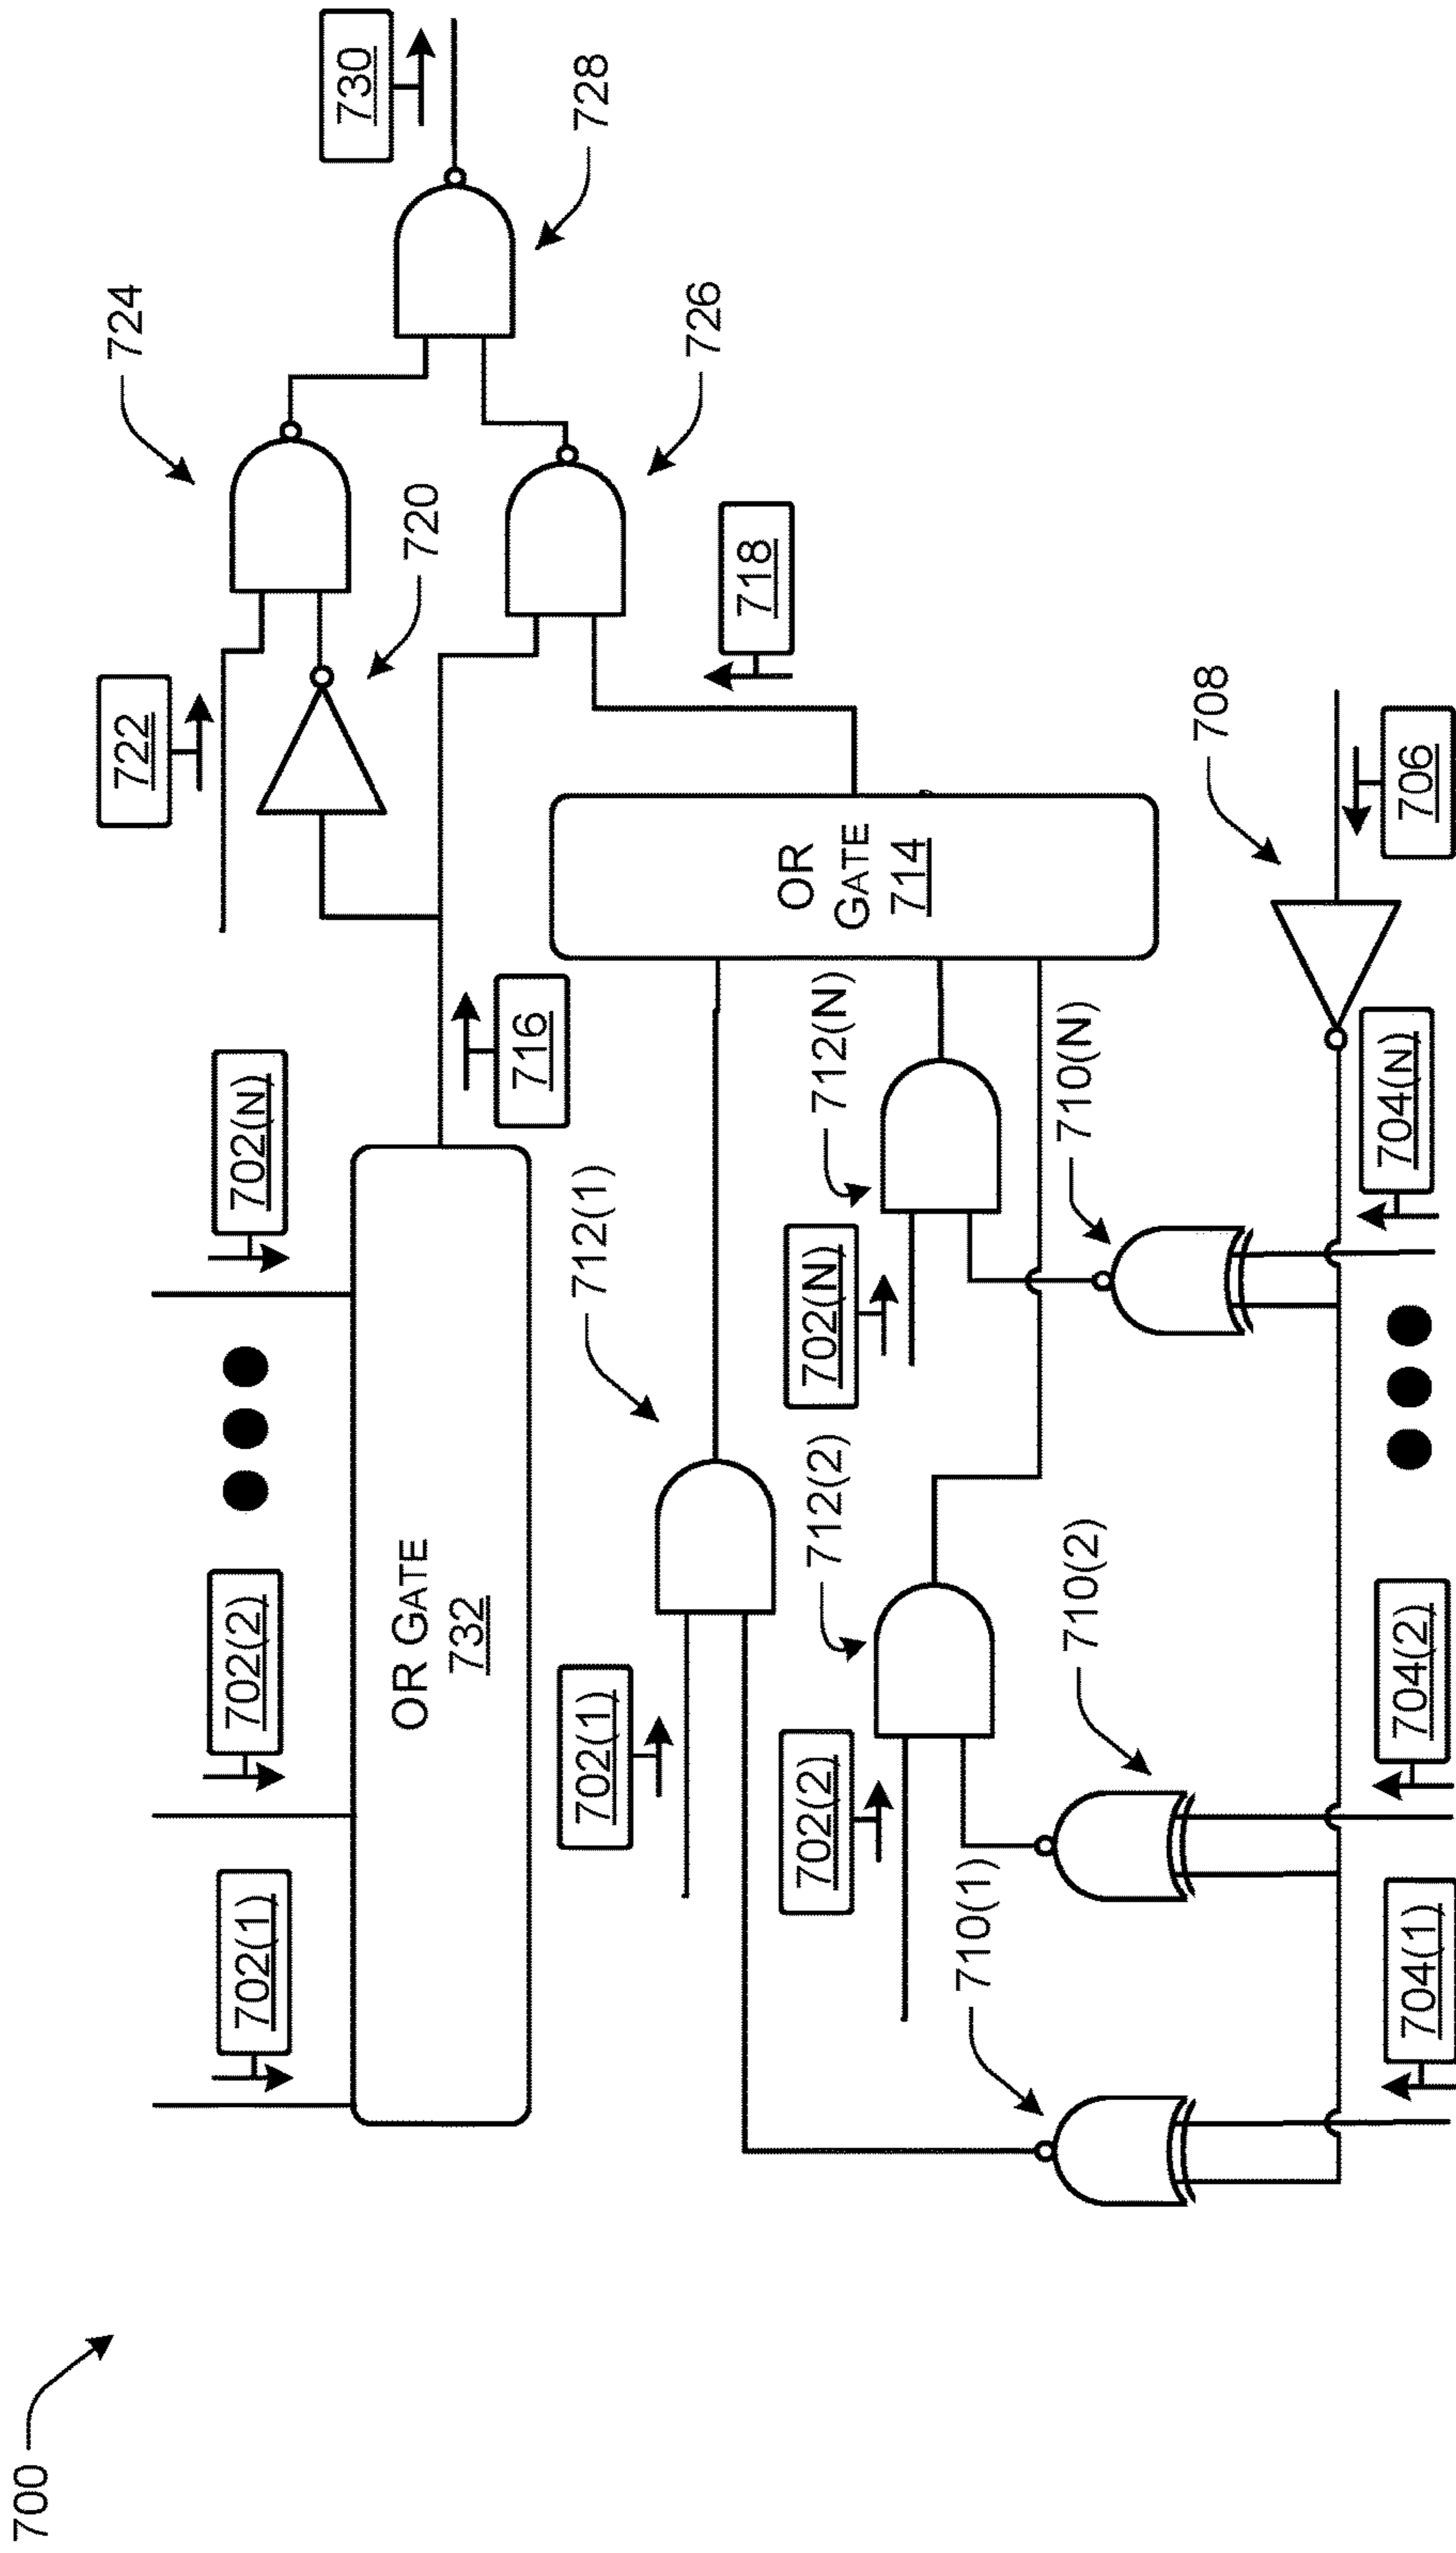 700
702(1)
702(2)
702(N)
OR GATE
732
716
722
720
724
726
728
730
718
702(1)
712(1)
702(2)
712(2)
702(N)
712(N)
OR
GATE
714
710(1)
710(2)
710(N)
708
706
704(1)
704(2)
704(N)